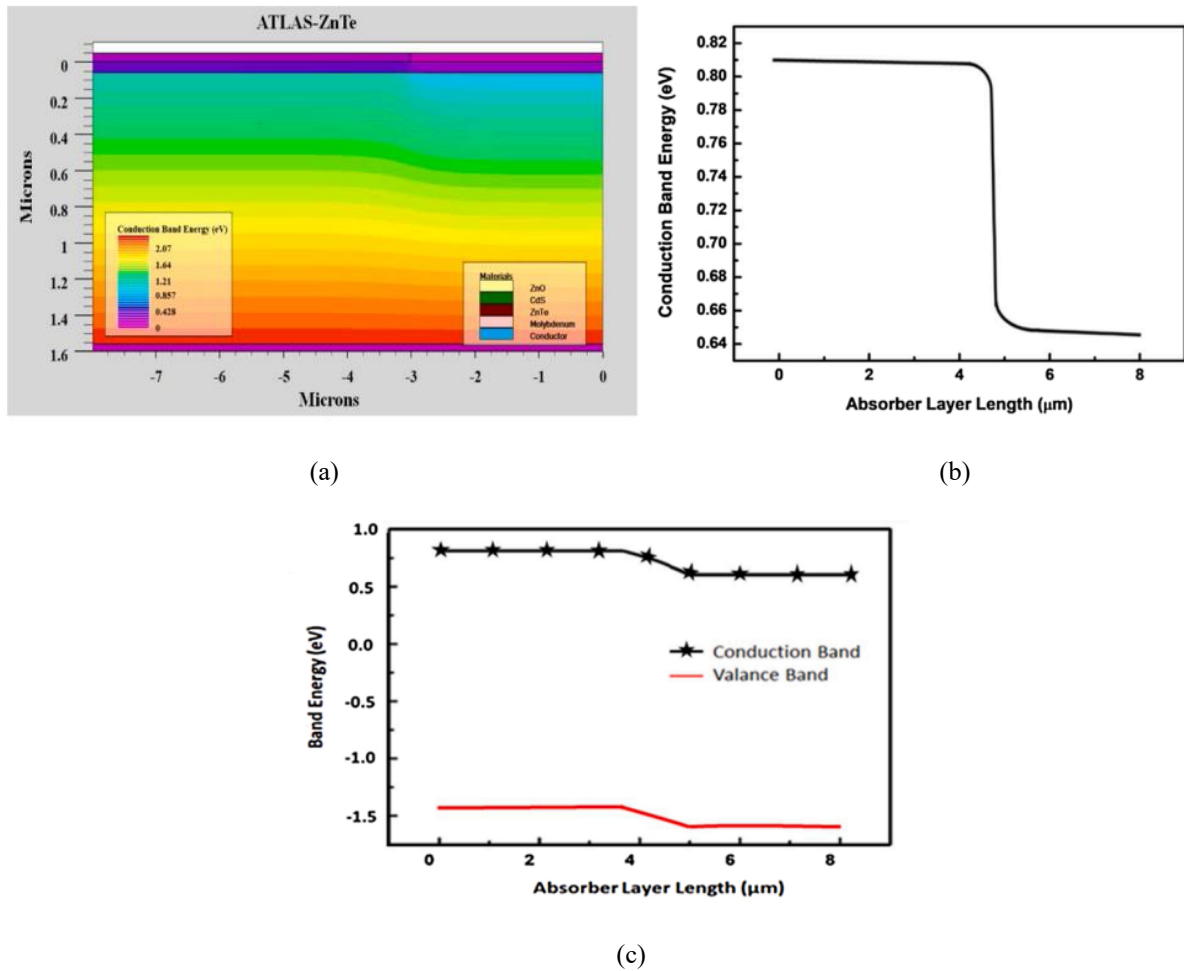 ATLAS-ZnTe
Microns
0
0.2
0.4
0.6
0.8
1
1.2
1.4
1.6
Conduction Band Energy (eV)
2.07
1.64
1.21
0.857
0.428
0
Materials
ZnO
CdS
ZnTe
Molybdenum
Conductor
-7 -6 -5 -4 -3 -2 -1 0
Microns
(a)
Conduction Band Energy (eV)
0.82
0.80
0.76
0.72
0.70
0.68
0.66
0.64
0 2 4 6 8
Absorber Layer Length (μm)
(b)
Band Energy (eV)
1.0
0.5
0.0
-0.5
-1.0
-1.5
Conduction Band
Valance Band
0 2 4 6 8
Absorber Layer Length (μm)
(c)